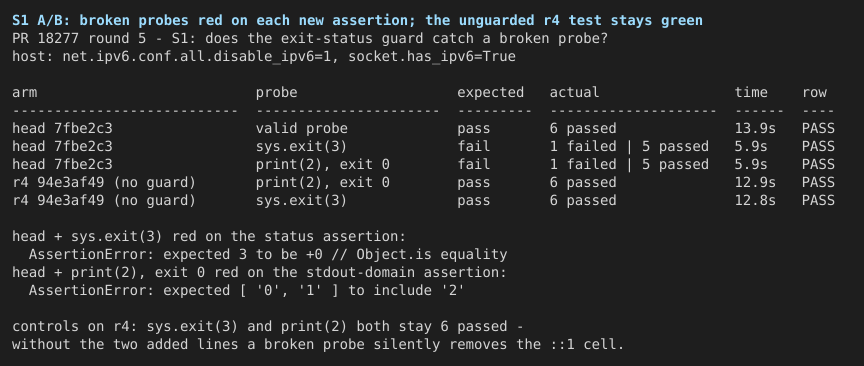 S1 A/B: broken probes red on each new assertion; the unguarded r4 test stays green
PR 18277 round 5 - S1: does the exit-status guard catch a broken probe?
host: net.ipv6.conf.all.disable_ipv6=1, socket.has_ipv6=True
arm probe expected actual time row
--------------------------- ---------------------- --------- -------------------- ------ ----
head 7fbe2c3 valid probe pass 6 passed 13.9s PASS
head 7fbe2c3 sys.exit(3) fail 1 failed | 5 passed 5.9s PASS
head 7fbe2c3 print(2), exit 0 fail 1 failed | 5 passed 5.9s PASS
r4 94e3af49 (no guard) print(2), exit 0 pass 6 passed 12.9s PASS
r4 94e3af49 (no guard) sys.exit(3) pass 6 passed 12.8s PASS
head + sys.exit(3) red on the status assertion:
AssertionError: expected 3 to be +0 // Object.is equality
head + print(2), exit 0 red on the stdout-domain assertion:
AssertionError: expected [ '0', '1' ] to include '2'
controls on r4: sys.exit(3) and print(2) both stay 6 passed -
without the two added lines a broken probe silently removes the ::1 cell.